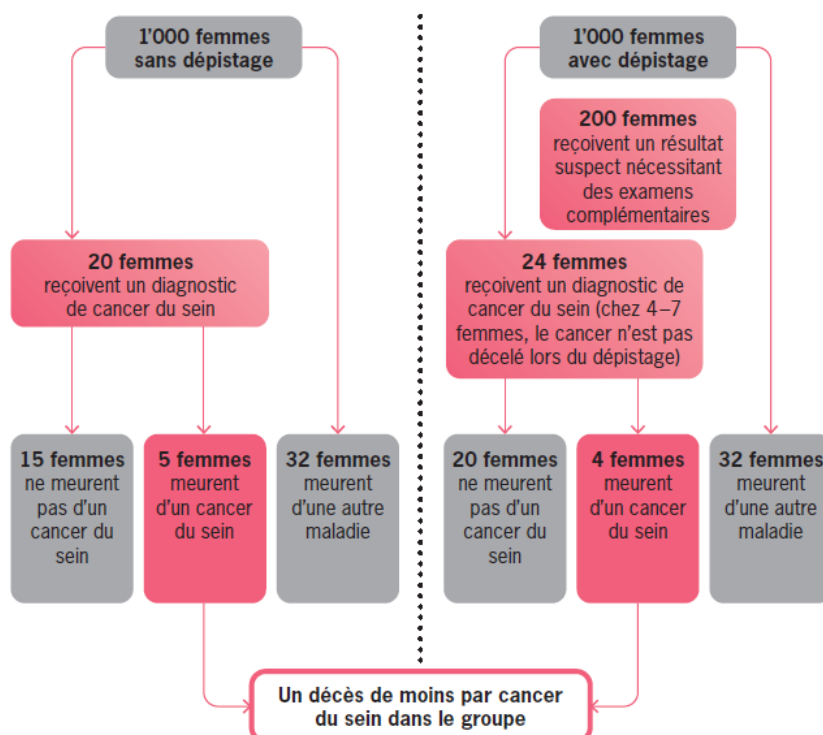 1'000 femmes
sans dépistage
20 femmes
reçoivent un diagnostic
de cancer du sein
15 femmes
ne meurent
pas d'un
cancer du
sein
5 femmes
meurent
d'un cancer
du sein
32 femmes
meurent
d'une autre
maladie
1'000 femmes
avec dépistage
200 femmes
reçoivent un résultat
suspect nécessitant
des examens
complémentaires
24 femmes
reçoivent un diagnostic de
cancer du sein (chez 4–7
femmes, le cancer n'est pas
décelé lors du dépistage)
20 femmes
ne meurent
pas d'un
cancer du
sein
4 femmes
meurent
d'un cancer
du sein
32 femmes
meurent
d'une autre
maladie
Un décès de moins par cancer
du sein dans le groupe